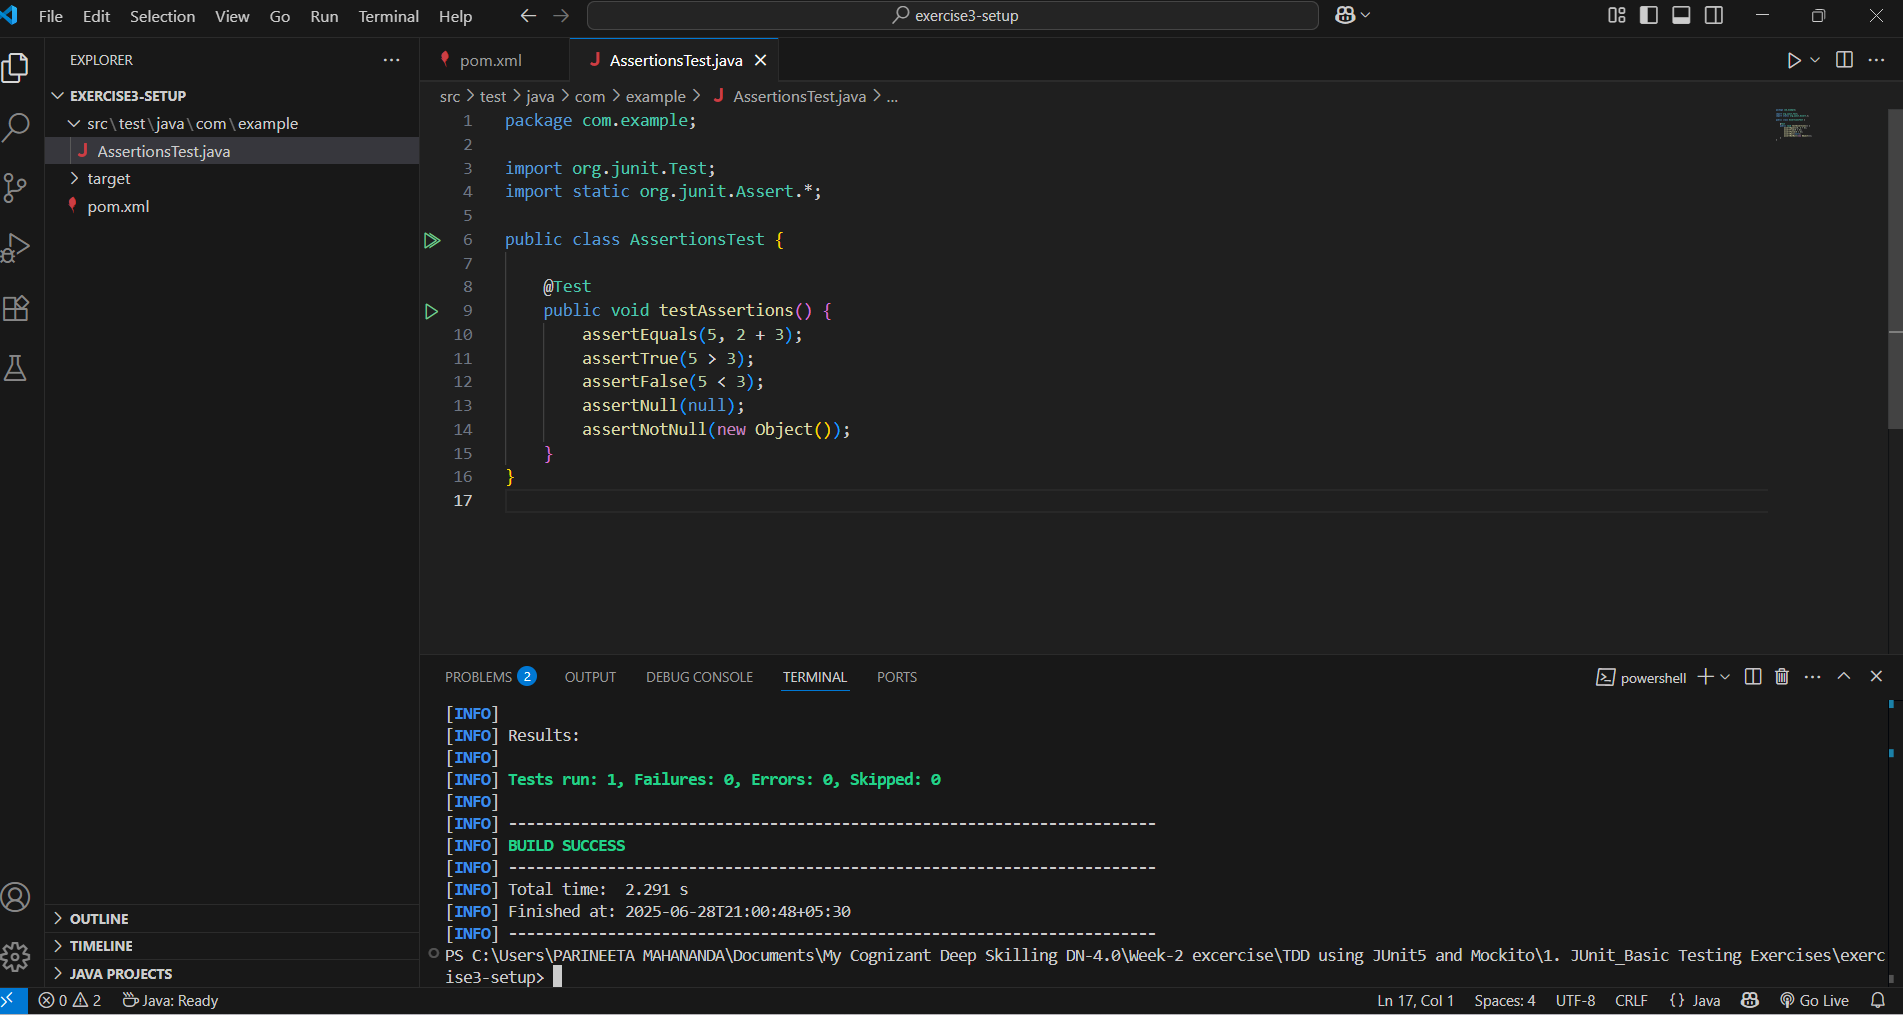 File Edit Selection View Go Run Terminal Help
exercise3-setup
EXPLORER
EXERCISE3-SETUP
src\test\java\com\example
J AssertionsTest.java
target
pom.xml
OUTLINE
TIMELINE
JAVA PROJECTS
pom.xml
J AssertionsTest.java
src > test > java > com > example > J AssertionsTest.java > ...
1 package com.example;
2
3 import org.junit.Test;
4 import static org.junit.Assert.*;
5
6 public class AssertionsTest {
7
8 @Test
9 public void testAssertions() {
10 assertEquals(5, 2 + 3);
11 assertTrue(5 > 3);
12 assertFalse(5 < 3);
13 assertNull(null);
14 assertNotNull(new Object());
15 }
16 }
17
PROBLEMS 2 OUTPUT DEBUG CONSOLE TERMINAL PORTS
powershell
[INFO]
[INFO] Results:
[INFO]
[INFO] Tests run: 1, Failures: 0, Errors: 0, Skipped: 0
[INFO]
[INFO] ------------------------------------------------------------------------
[INFO] BUILD SUCCESS
[INFO] ------------------------------------------------------------------------
[INFO] Total time:  2.291 s
[INFO] Finished at: 2025-06-28T21:00:48+05:30
[INFO] ------------------------------------------------------------------------
PS C:\Users\PARINEETA MAHANANDA\Documents\My Cognizant Deep Skilling DN-4.0\Week-2 excercise\TDD using JUnit5 and Mockito\1. JUnit_Basic Testing Exercises\exerc
ise3-setup>
0 2 Java: Ready Ln 17, Col 1 Spaces: 4 UTF-8 CRLF {} Java Go Live